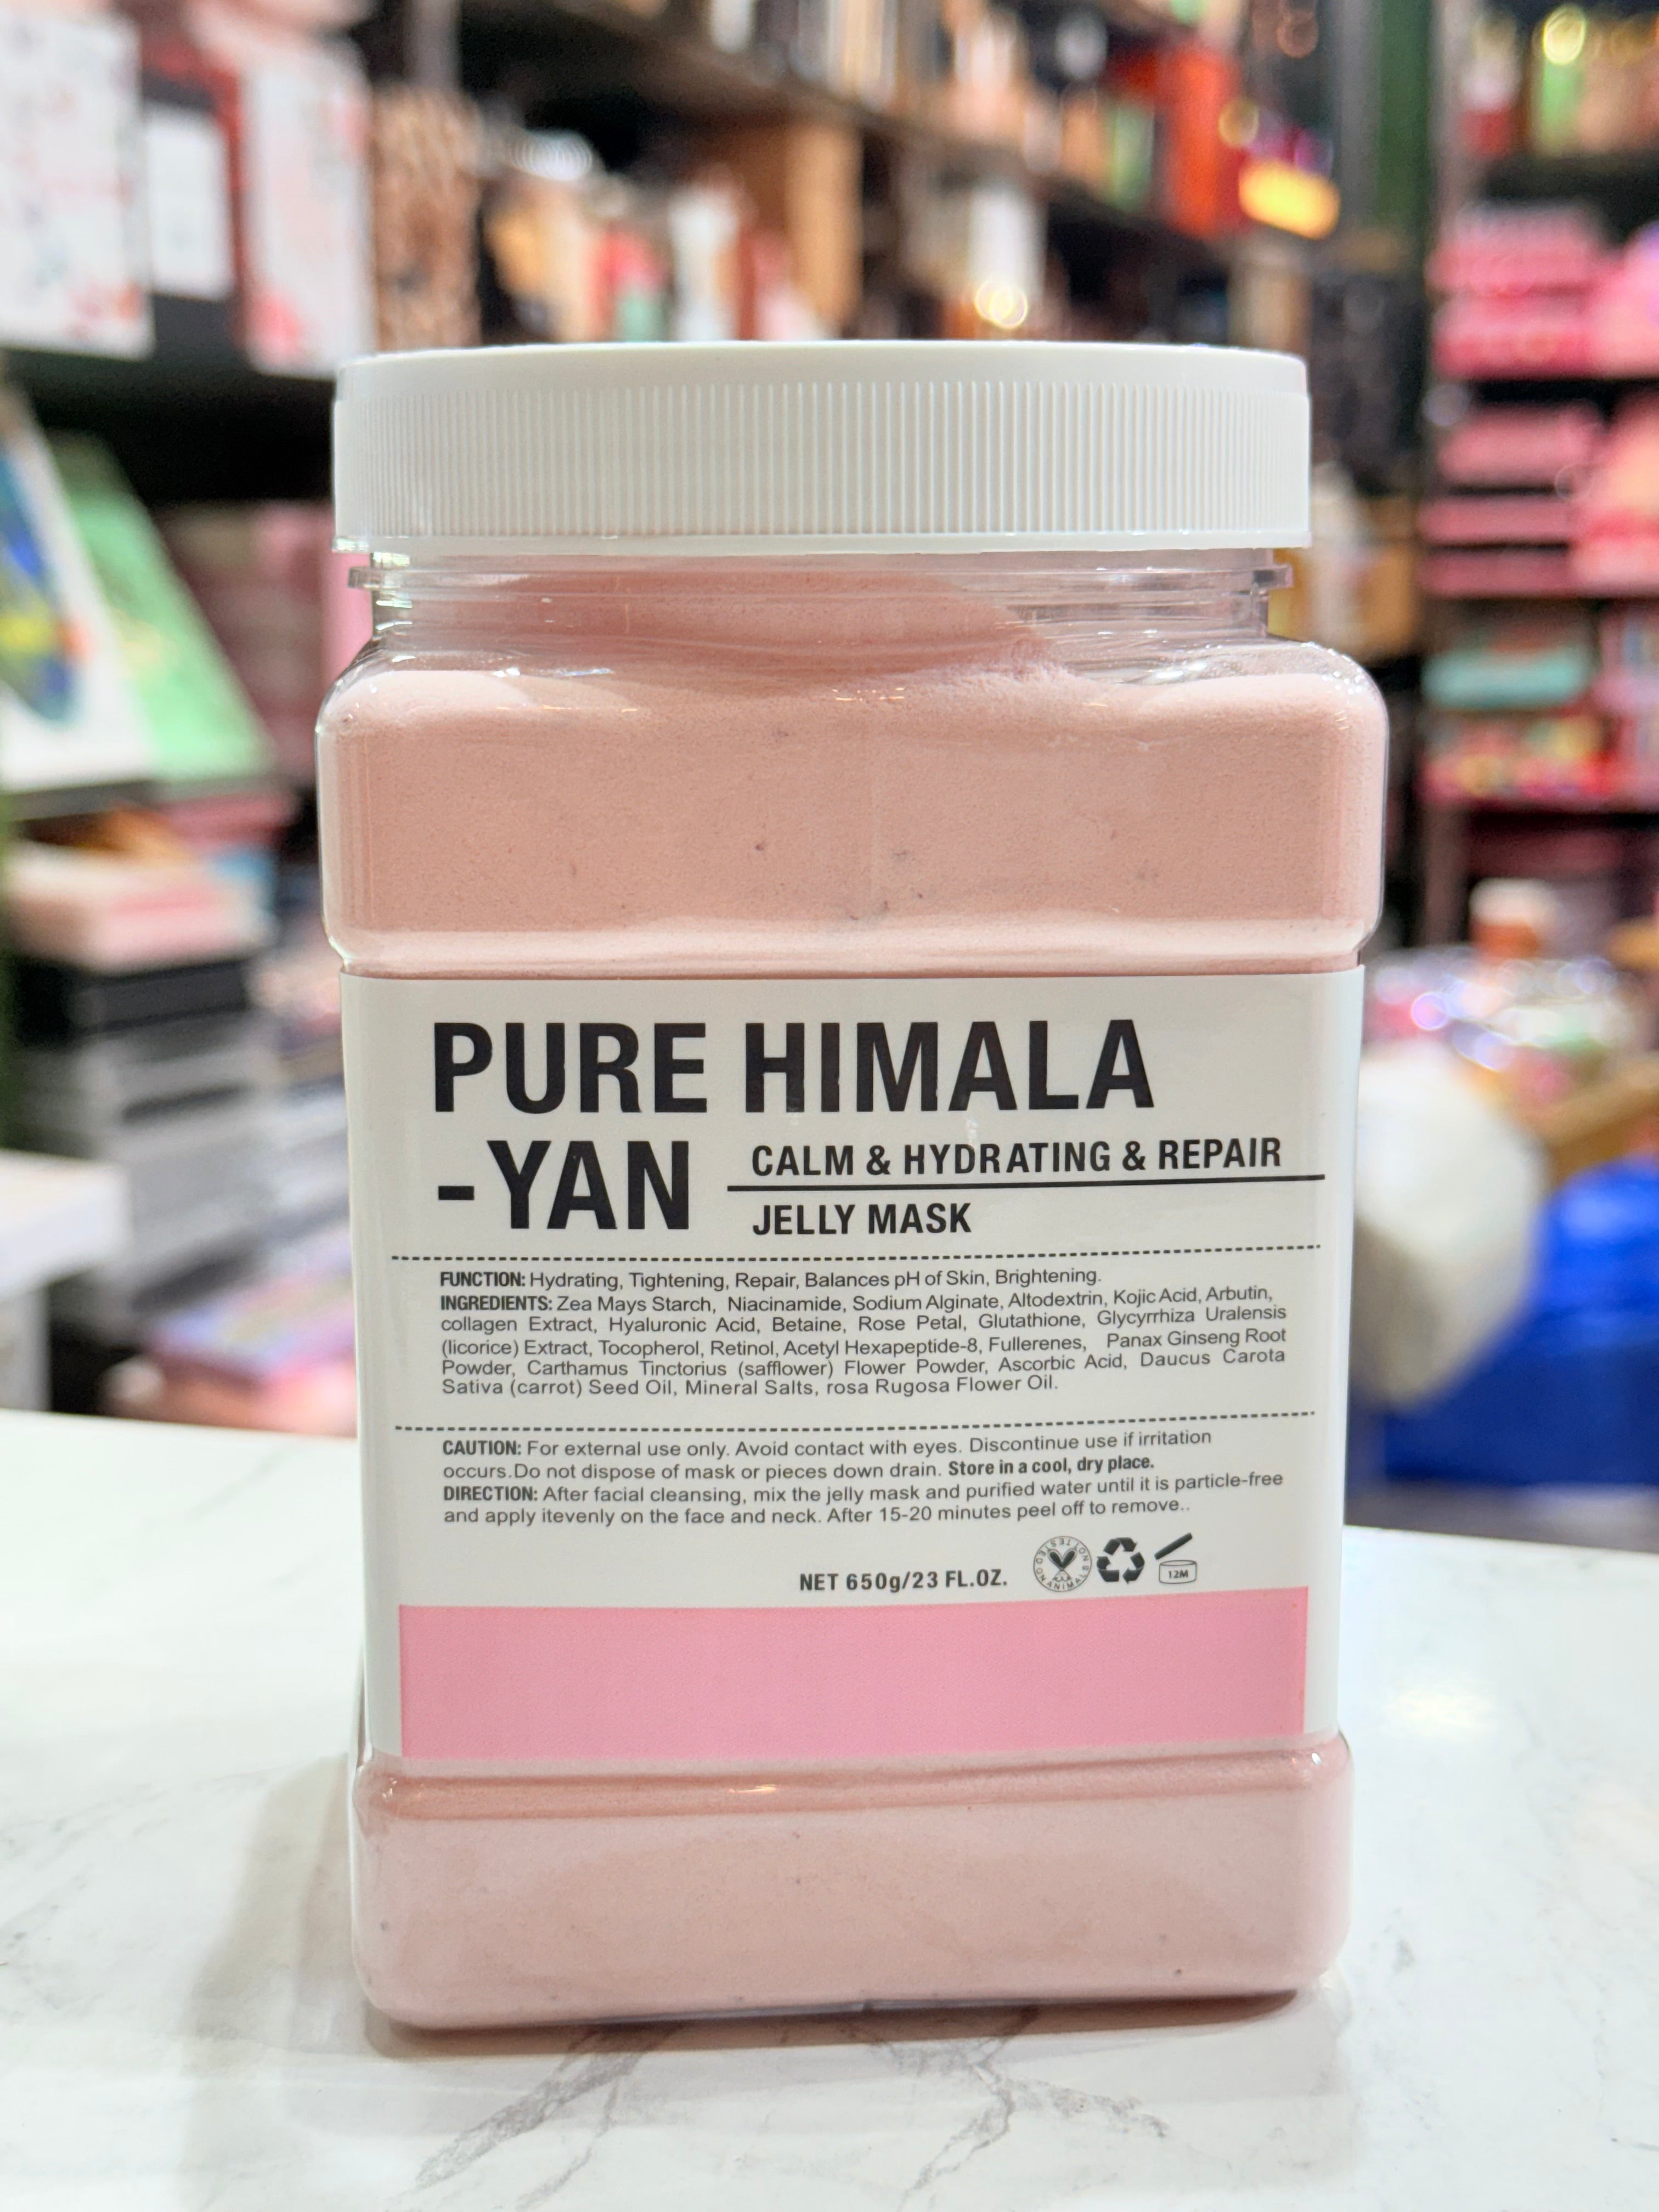 PURE HIMALA
-YAN
CALM & HYDRATING & REPAIR
JELLY MASK
FUNCTION: Hydrating, Tightening, Repair, Balances pH of Skin, Brightening.
INGREDIENTS: Zea Mays Starch, Niacinamide, Sodium Alginate, Altodextrin, Kojic Acid, Arbutin,
collagen Extract, Hyaluronic Acid, Betaine, Rose Petal, Glutathione, Glycyrrhiza Uralensis
(licorice) Extract, Tocopherol, Retinol, Acetyl Hexapeptide-8, Fullerenes, Panax Ginseng Root
Powder, Carthamus Tinctorius (safflower) Flower Powder, Ascorbic Acid, Daucus Carota
Sativa (carrot) Seed Oil, Mineral Salts, rosa Rugosa Flower Oil.
CAUTION: For external use only. Avoid contact with eyes. Discontinue use if irritation
occurs.Do not dispose of mask or pieces down drain. Store in a cool, dry place.
DIRECTION: After facial cleansing, mix the jelly mask and purified water until it is particle-free
and apply itevenly on the face and neck. After 15-20 minutes peel off to remove..
NET 650g/23 FL.OZ.
NOT TESTED ON ANIMALS
12M